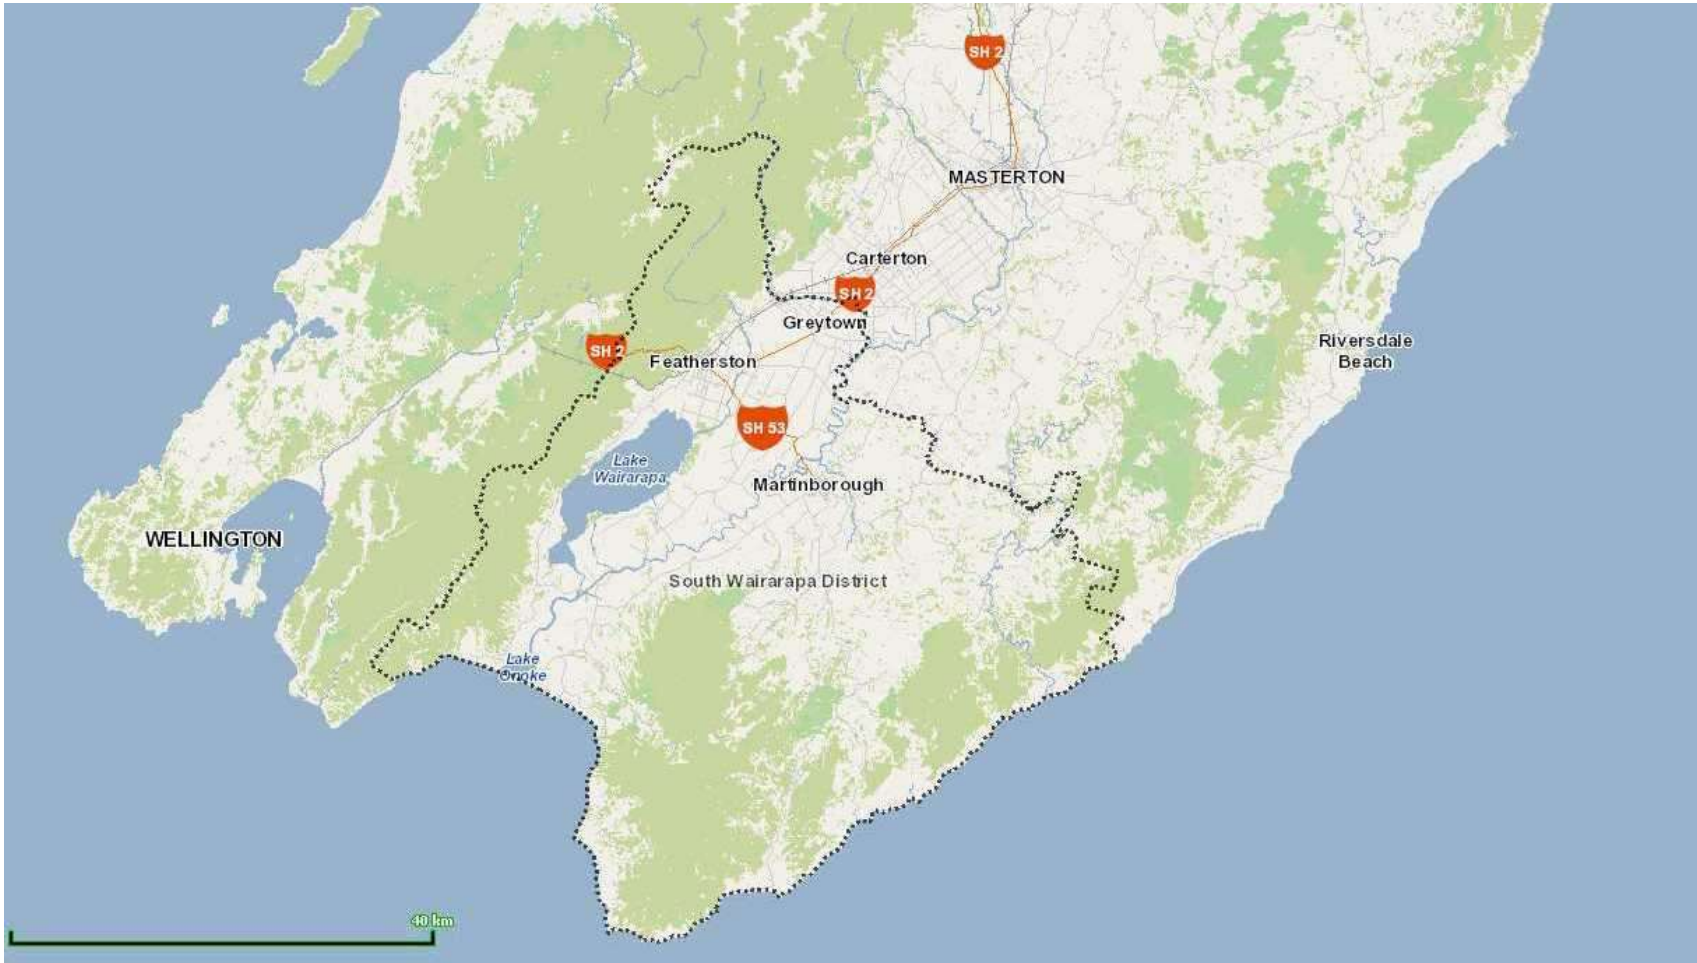 SH 2
MASTERTON
Carterton
SH 2
Greytown
Riversdale
Beach
SH 2
Featherston
SH 53
Lake
Wairarapa
Martinborough
WELLINGTON
South Wairarapa District
Lake
Onoke
40 km